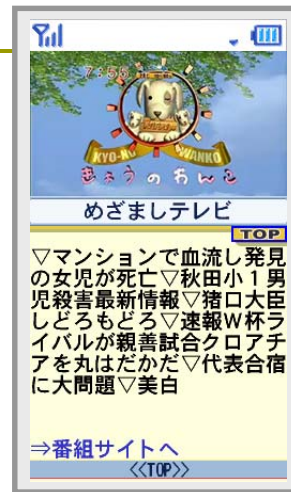 7:55
KYO-NO WANKO
きょうのわんこ
めざましテレビ
TOP
▽マンションで血流し発見
の女児が死亡▽秋田小１男
児殺害最新情報▽猪口大臣
しどろもどろ▽速報Ｗ杯ラ
イバルが親善試合クロアチ
アを丸はだかだ▽代表合宿
に大問題▽美白
⇒番組サイトへ
<<TOP>>